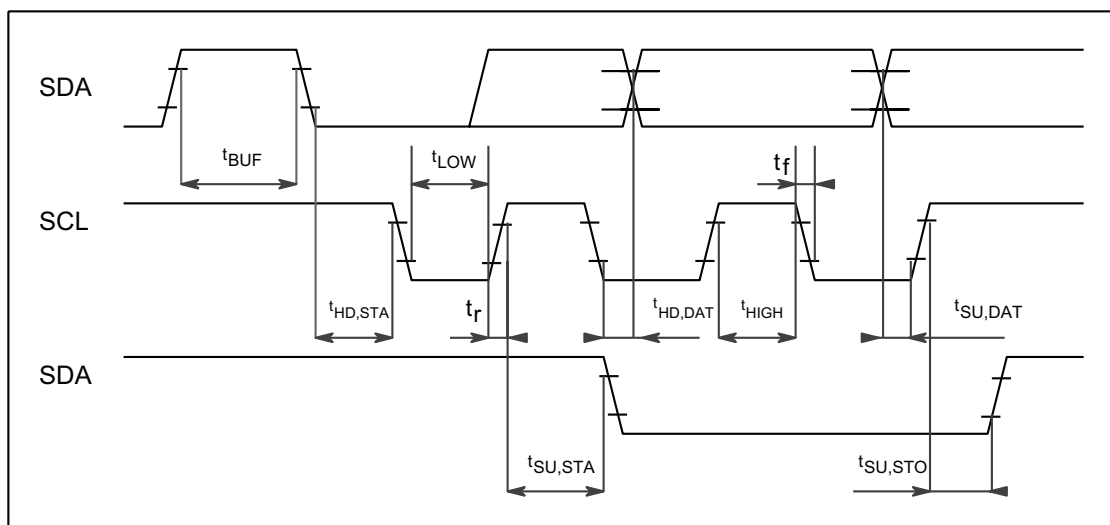 SDA
tBUF
tLOW
tf
SCL
tHD,STA
tr
tHD,DAT
tHIGH
tSU,DAT
SDA
tSU,STA
tSU,STO